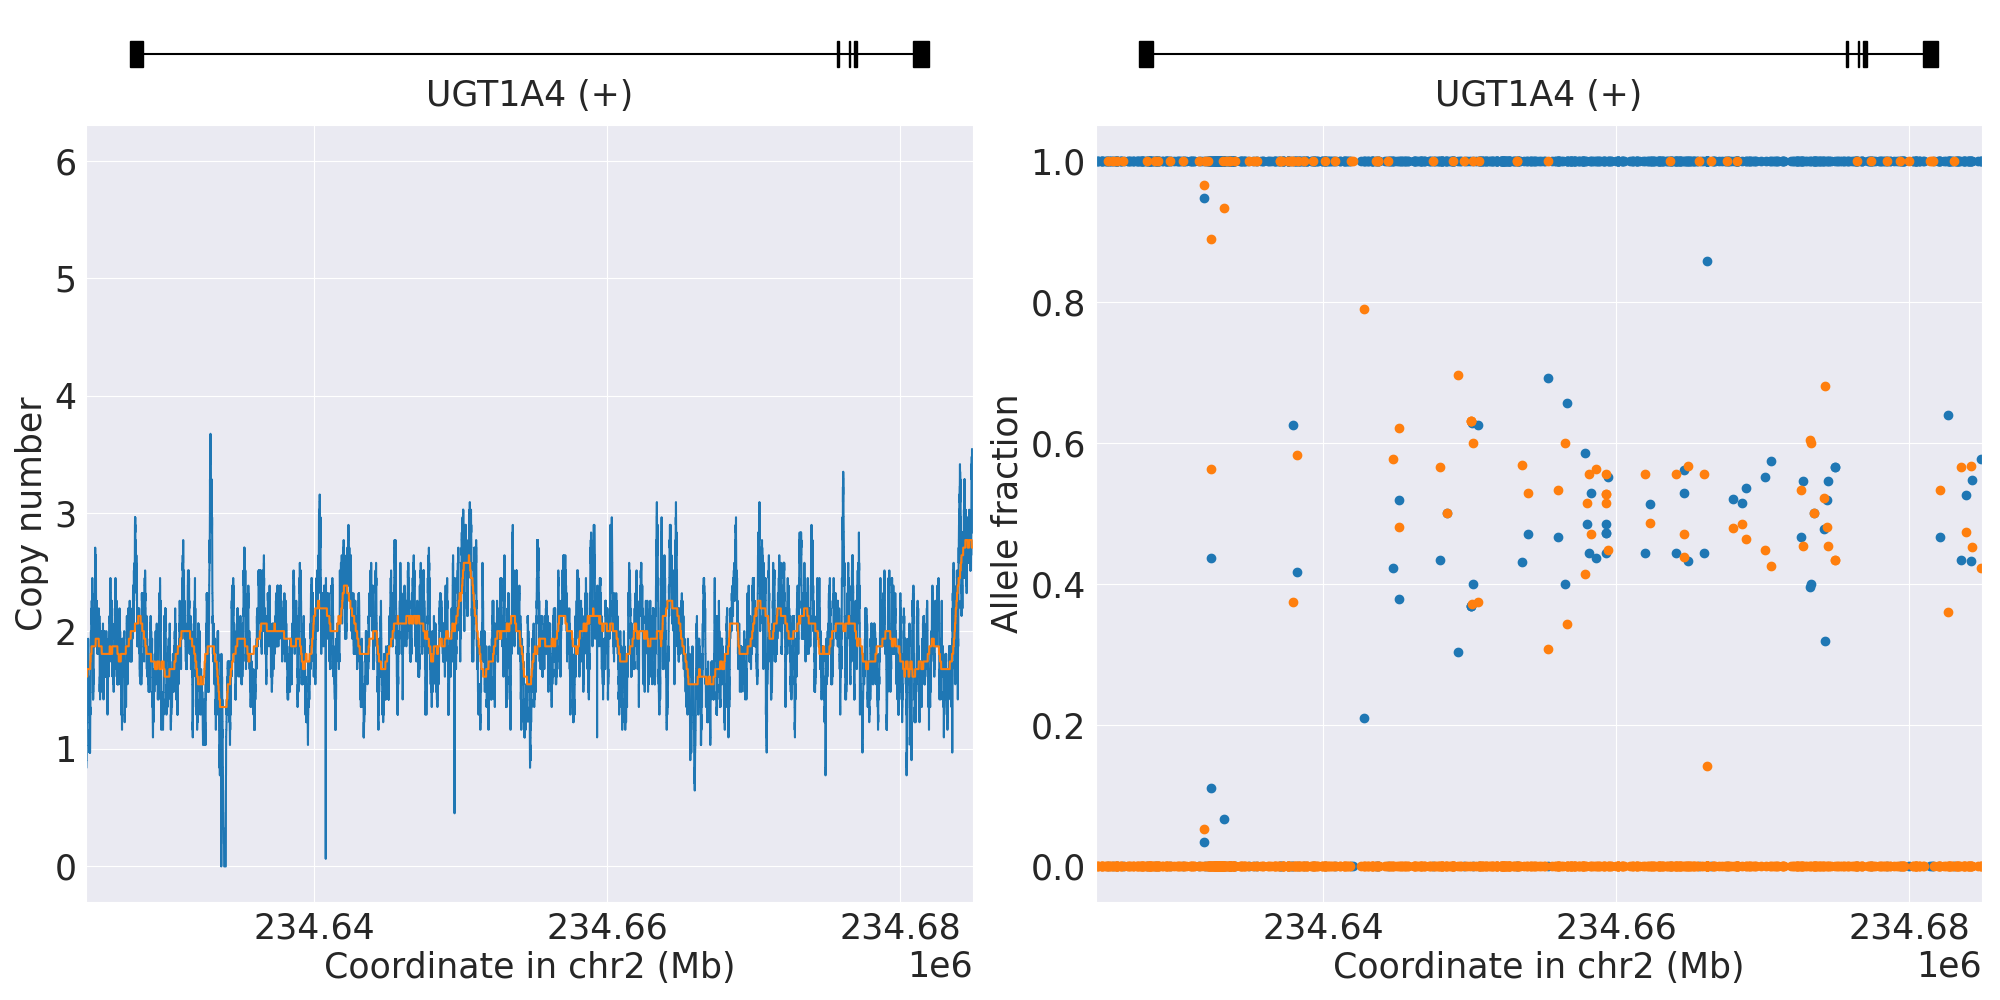 UGT1A4 (+)
Copy number
6
5
4
3
2
1
0
234.64
234.66
234.68
Coordinate in chr2 (Mb)
1e6
UGT1A4 (+)
Allele fraction
1.0
0.8
0.6
0.4
0.2
0.0
234.64
234.66
234.68
Coordinate in chr2 (Mb)
1e6